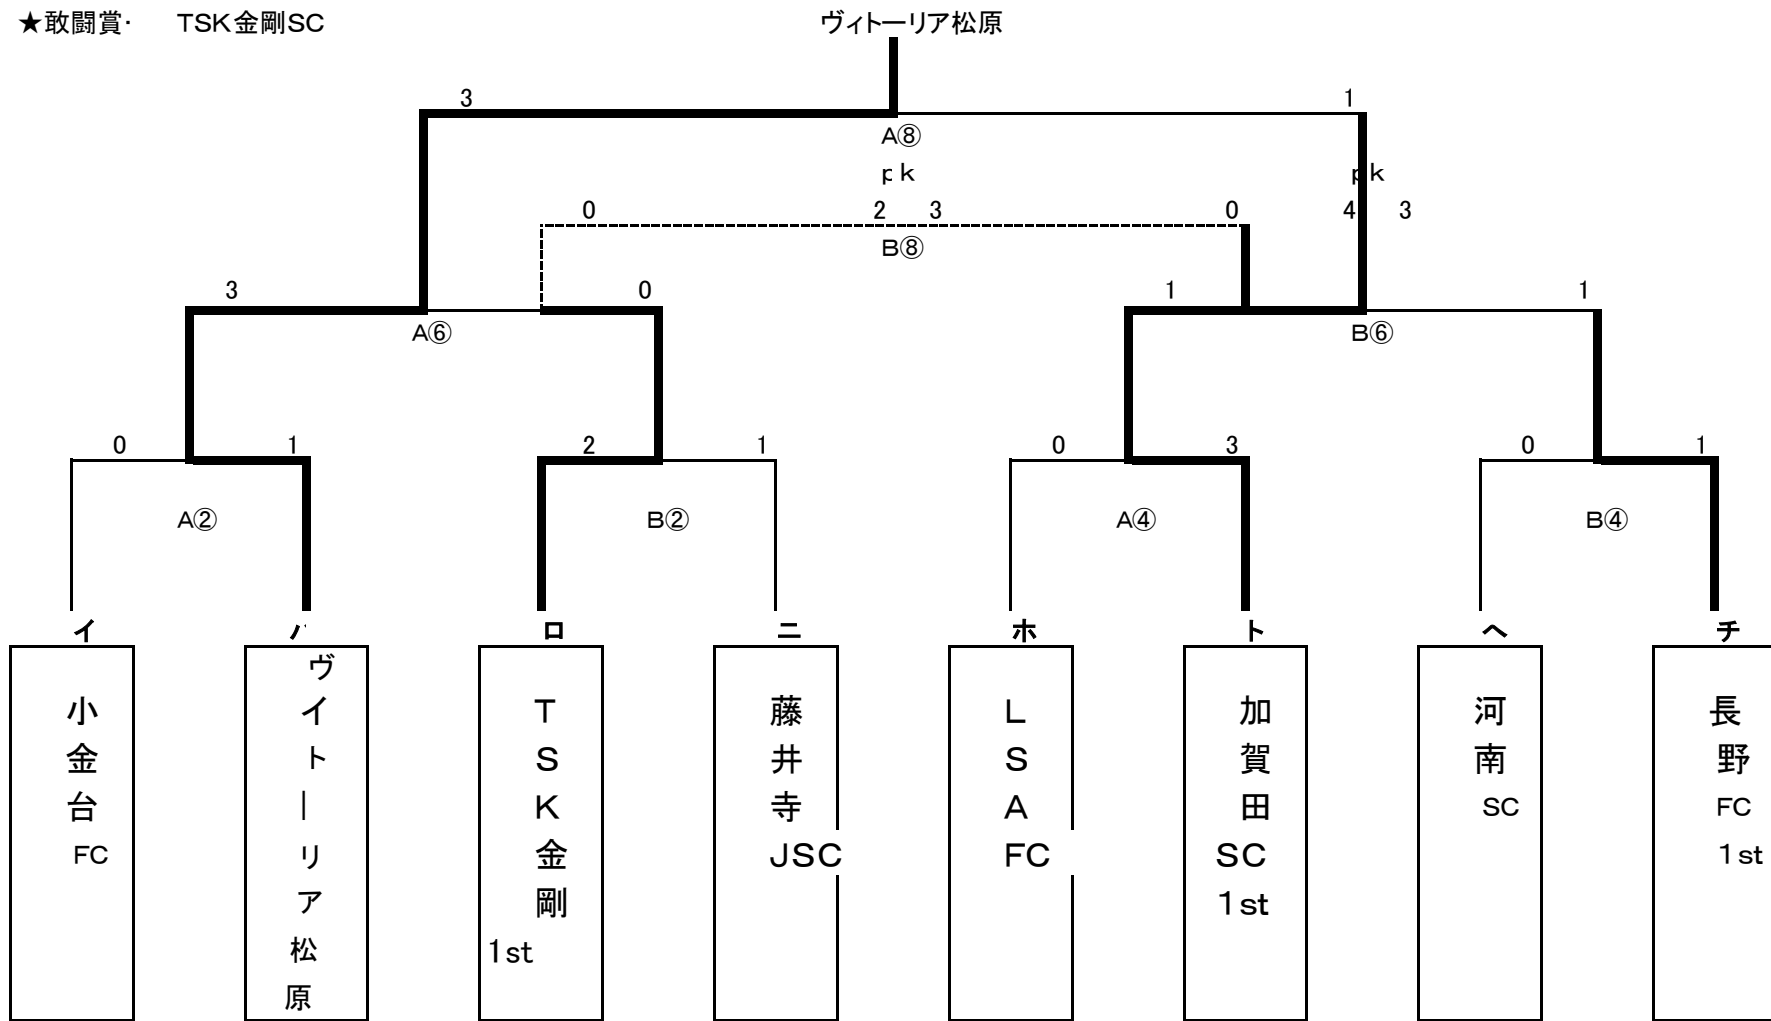 ★敢闘賞・ TSK金剛SC
ヴィトーリア松原
3 1
A⑧
pk pk
0 2 3 0 4 3
B⑧
3 0 1 1
A⑥ B⑥
0 1 2 1 0 3 0 1
A② B② A④ B④
イ ハ ロ ニ ホ ト ヘ チ
小金台FC
ヴイトーリア松原
TSK金剛1st
藤井寺JSC
LSAFC
加賀田SC1st
河南SC
長野FC1st